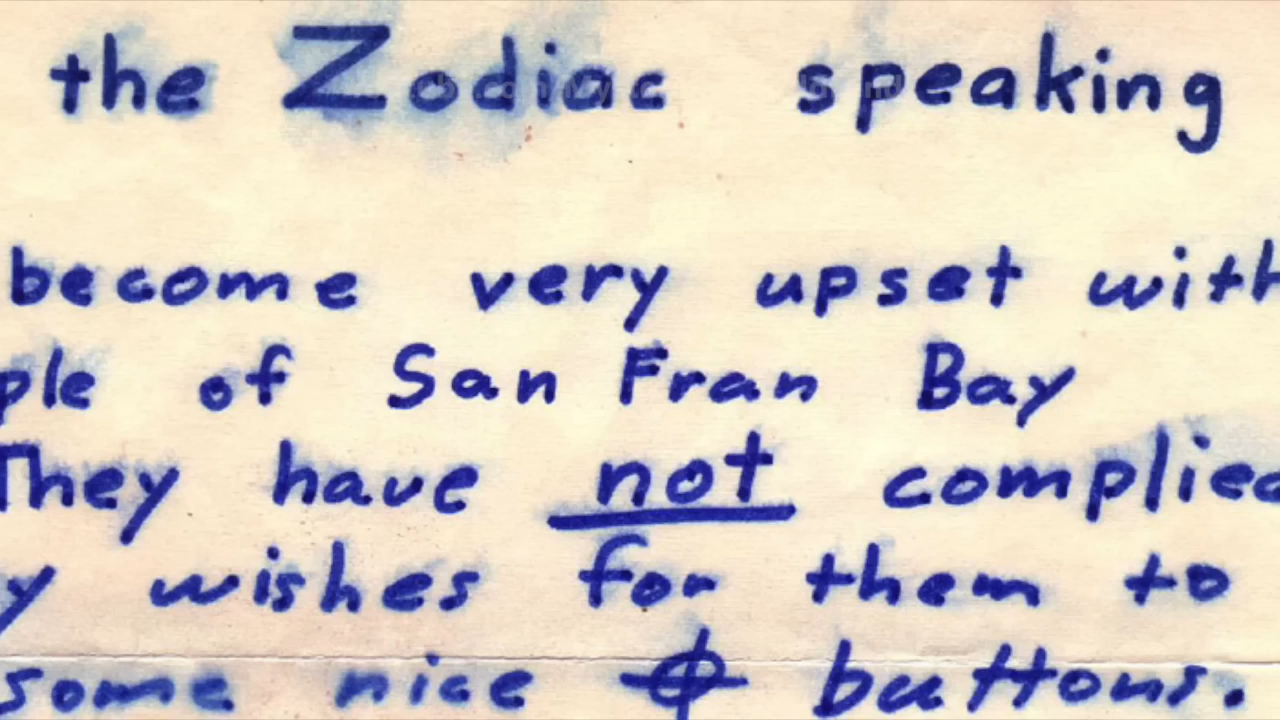 the Zodiac speaking
become very upset with
ple of San Fran Bay
They have not complied
y wishes for them to
some nice buttons.